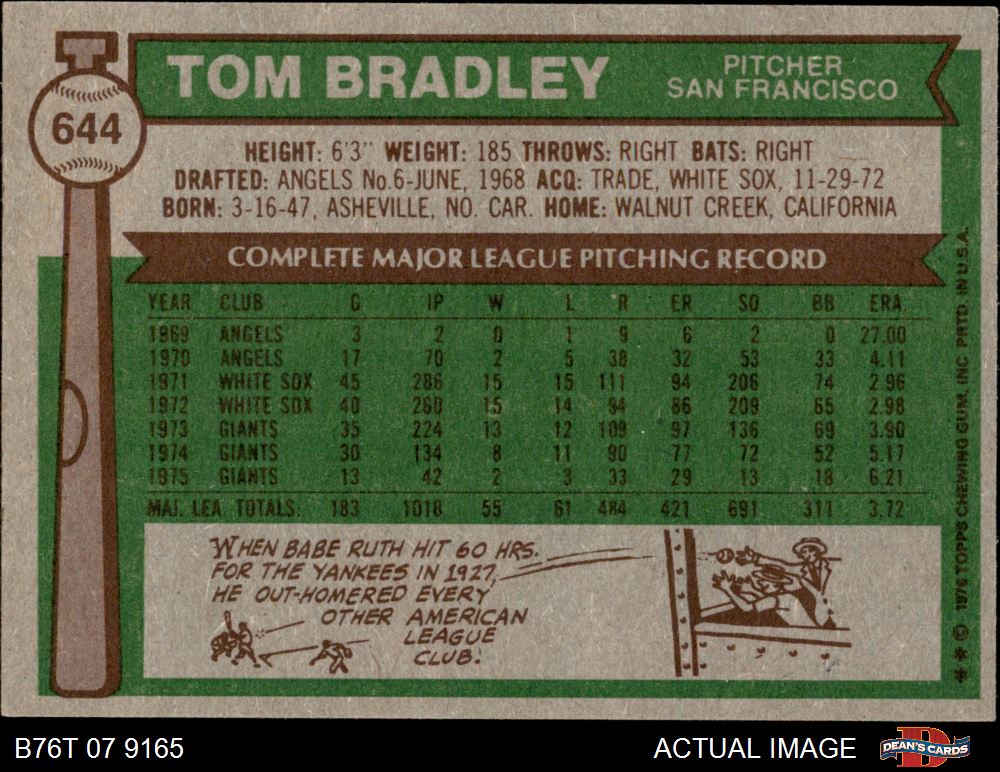 644
TOM BRADLEY
PITCHER
SAN FRANCISCO
HEIGHT: 6'3" WEIGHT: 185 THROWS: RIGHT BATS: RIGHT
DRAFTED: ANGELS No.6-JUNE, 1968 ACQ: TRADE, WHITE SOX, 11-29-72
BORN: 3-16-47, ASHEVILLE, NO. CAR. HOME: WALNUT CREEK, CALIFORNIA
COMPLETE MAJOR LEAGUE PITCHING RECORD
YEAR CLUB G IP W L R ER SO BB ERA
1969 ANGELS 3 2 0 1 9 6 2 0 27.00
1970 ANGELS 17 70 2 5 38 32 53 33 4.11
1971 WHITE SOX 45 286 15 15 111 94 206 74 2.96
1972 WHITE SOX 40 260 15 14 94 86 209 65 2.98
1973 GIANTS 35 224 13 12 109 97 136 69 3.90
1974 GIANTS 30 134 8 11 90 77 72 52 5.17
1975 GIANTS 13 42 2 3 33 29 13 18 6.21
MAJ. LEA. TOTALS: 183 1018 55 61 484 421 691 311 3.72
WHEN BABE RUTH HIT 60 HRS.
FOR THE YANKEES IN 1927,
HE OUT-HOMERED EVERY
OTHER AMERICAN
LEAGUE
CLUB.
** © 1976 TOPPS CHEWING GUM, INC PRTD. IN U.S.A.
B76T 07 9165
ACTUAL IMAGE
DEAN'S CARDS